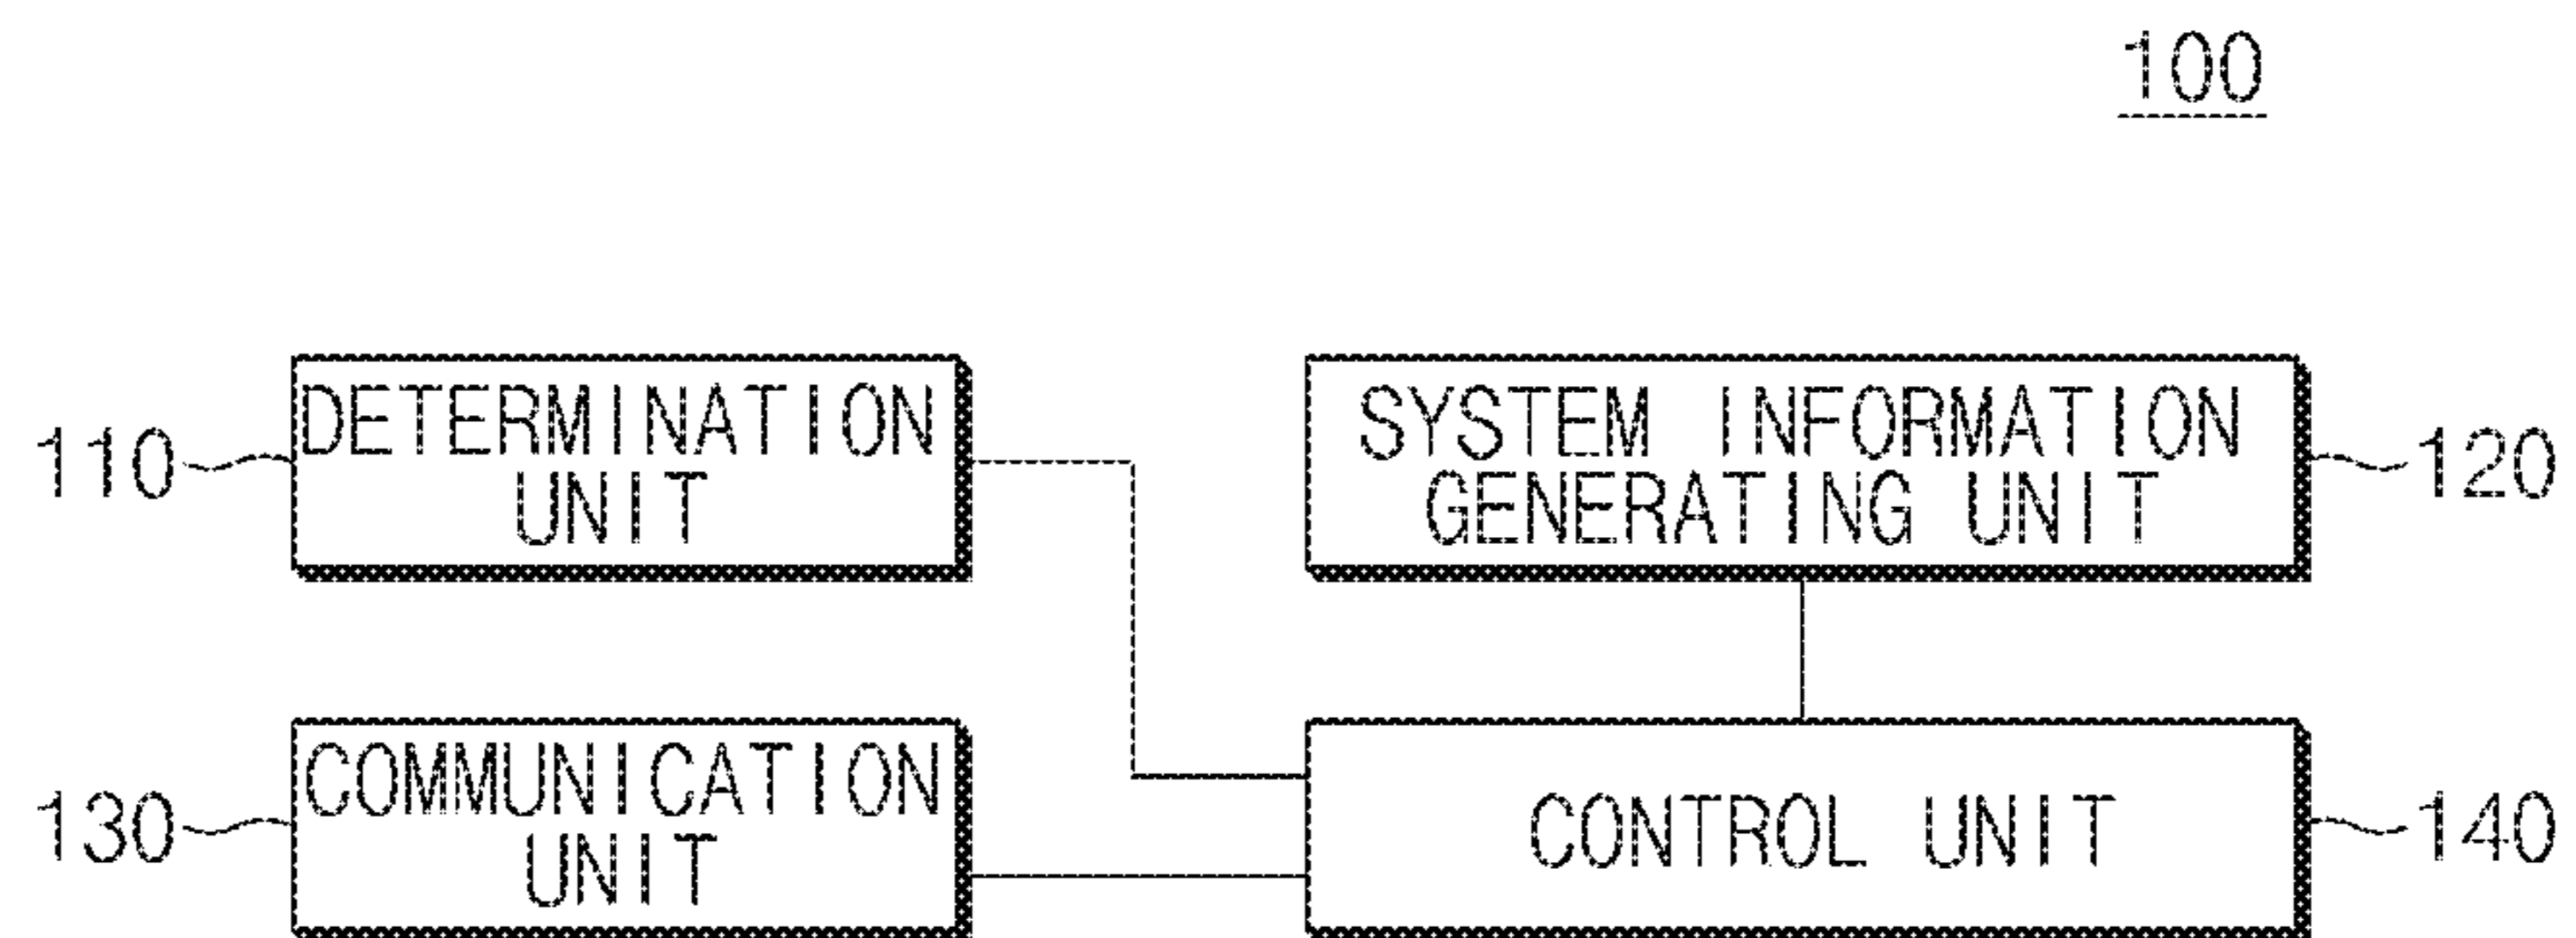 100
110
DETERMINATION
UNIT
SYSTEM INFORMATION
GENERATING UNIT
120
130
COMMUNICATION
UNIT
CONTROL UNIT
140